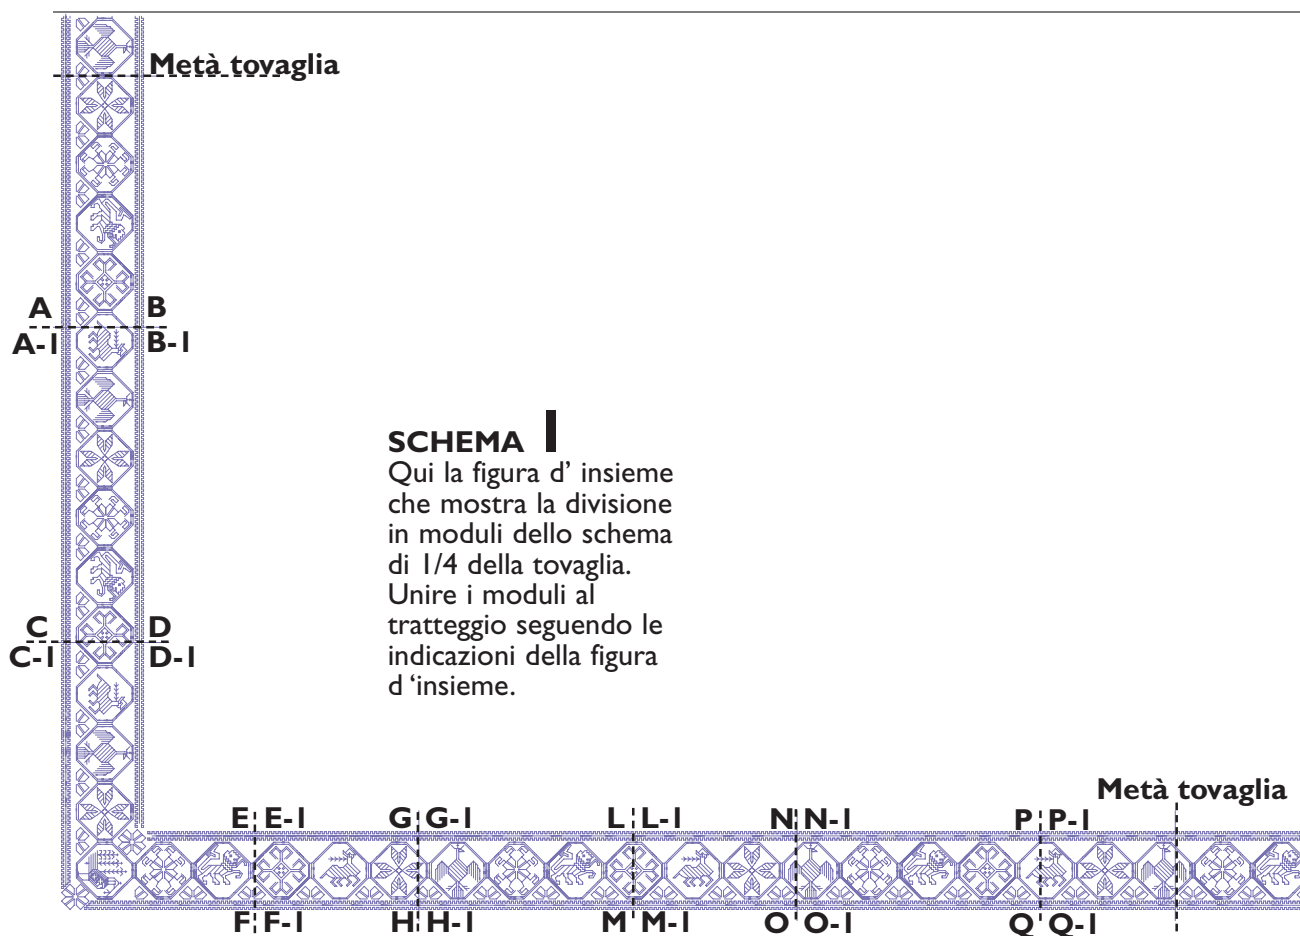 Metà tovaglia
A B
A-1 B-1
SCHEMA 1
Qui la figura d’ insieme
che mostra la divisione
in moduli dello schema
di 1/4 della tovaglia.
Unire i moduli al
tratteggio seguendo le
indicazioni della figura
d ‘insieme.
C D
C-1 D-1
Metà tovaglia
E E-1 G G-1 L L-1 N N-1 P P-1
F F-1 H H-1 M M-1 O O-1 Q Q-1